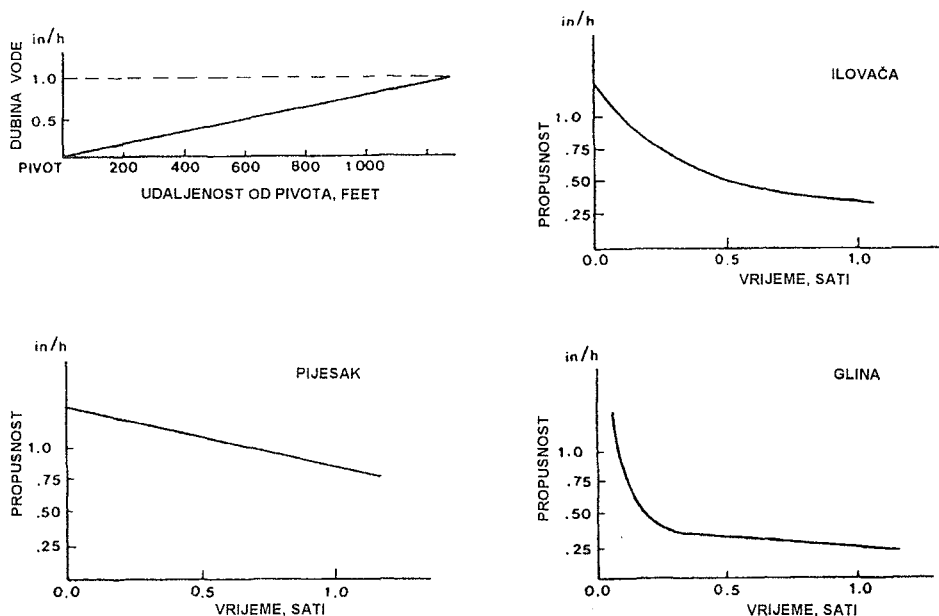 in/h
DUBINA VODE
1.0
0.5
PIVOT
200
400
600
800
1 000
UDALJENOST OD PIVOTA, FEET
in/h
ILOVAČA
PROPUSNOST
1.0
.75
.50
.25
0.0
0.5
1.0
VRIJEME, SATI
in/h
PIJESAK
PROPUSNOST
1.0
.75
.50
.25
0.0
0.5
1.0
VRIJEME, SATI
in/h
GLINA
PROPUSNOST
1.0
.75
.50
.25
0.0
0.5
1.0
VRIJEME, SATI